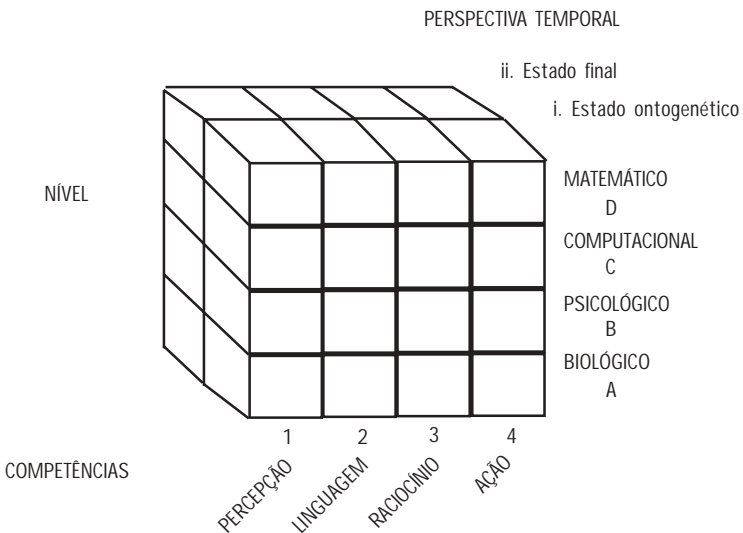 PERSPECTIVA TEMPORAL
ii. Estado final
i. Estado ontogenético
NÍVEL
MATEMÁTICO
D
COMPUTACIONAL
C
PSICOLÓGICO
B
BIOLÓGICO
A
1 2 3 4
COMPETÊNCIAS
PERCEPÇÃO LINGUAGEM RACIOCÍNIO AÇÃO